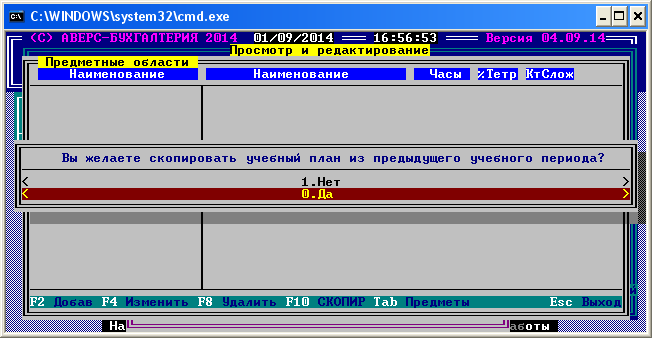 C:\WINDOWS\system32\cmd.exe
(C) АВЕРС-БУХГАЛТЕРИЯ 2014 01/09/2014 16:56:53 Версия 04.09.14
Просмотр и редактирование
Предметные области
Наименование Наименование Часы %Тетр КтСлож
Вы желаете скопировать учебный план из предыдущего учебного периода?
< 1.Нет >
< 0.Да >
F2 Добав F4 Изменить F8 Удалить F10 СКОПИР Tab Предметы Esc Выход
На аботы